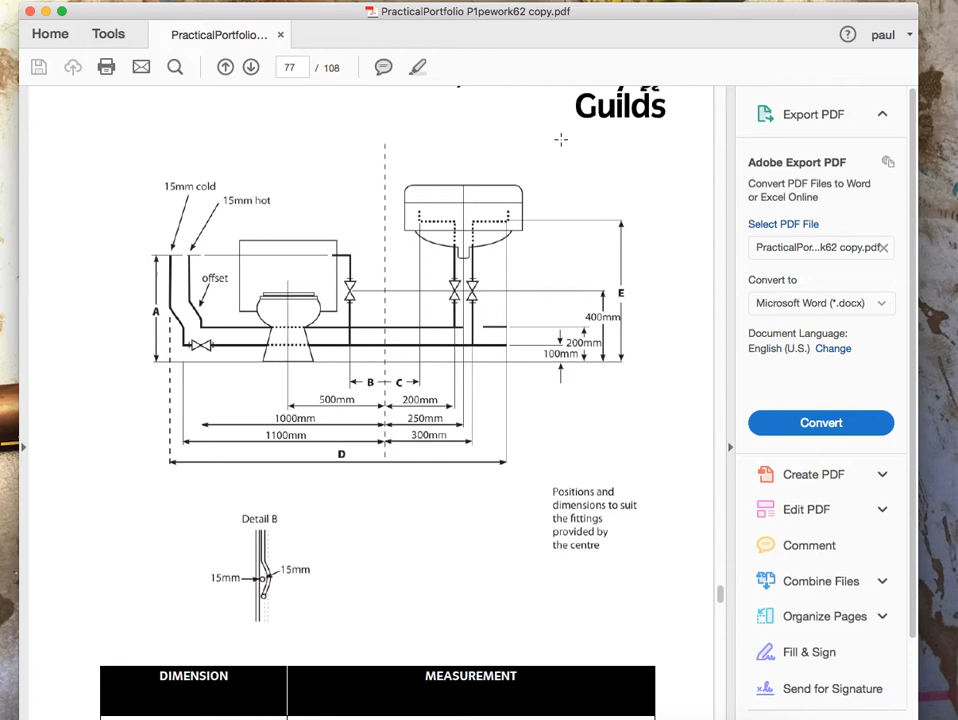 PracticalPortfolio P1pework62 copy.pdf
Home
Tools
PracticalPortfolio... ×
? paul
77 / 108
Guilds
15mm cold
15mm hot
offset
A
E
400mm
200mm
100mm
B
C
500mm
200mm
1000mm
250mm
1100mm
300mm
D
Positions and
dimensions to suit
the fittings
provided by
the centre
Detail B
15mm
15mm
DIMENSION
MEASUREMENT
Export PDF
Adobe Export PDF
Convert PDF Files to Word
or Excel Online
Select PDF File
PracticalPor...k62 copy.pdf ×
Convert to
Microsoft Word (*.docx)
Document Language:
English (U.S.) Change
Convert
Create PDF
Edit PDF
Comment
Combine Files
Organize Pages
Fill & Sign
Send for Signature